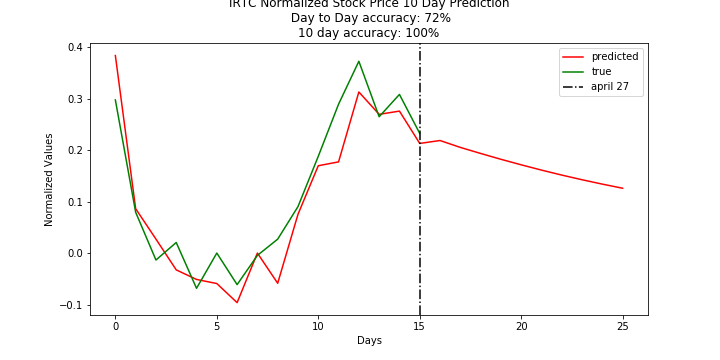 IRTC Normalized Stock Price 10 Day Prediction
Day to Day accuracy: 72%
10 day accuracy: 100%
predicted
true
april 27
Normalized Values
0.4
0.3
0.2
0.1
0.0
−0.1
0
5
10
15
20
25
Days